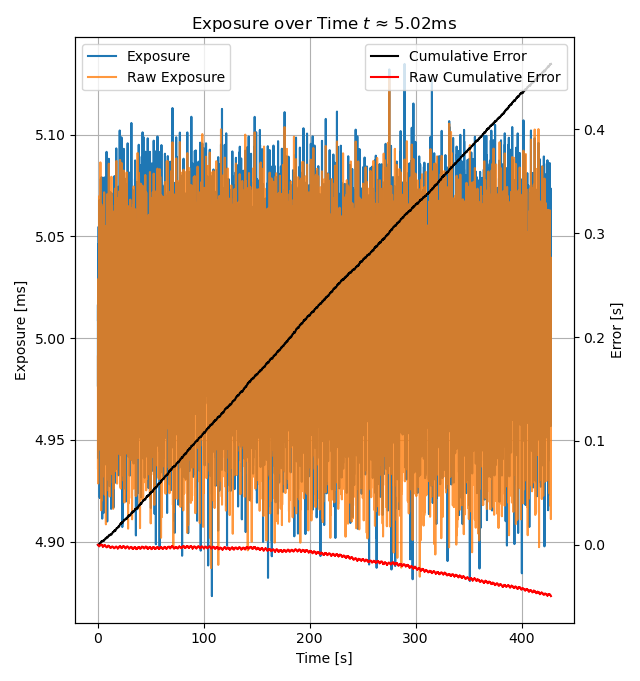 Exposure over Time t ≈ 5.02ms
Exposure
Raw Exposure
Cumulative Error
Raw Cumulative Error
5.10
5.05
5.00
4.95
4.90
Exposure [ms]
0.4
0.3
0.2
0.1
0.0
Error [s]
0 100 200 300 400
Time [s]